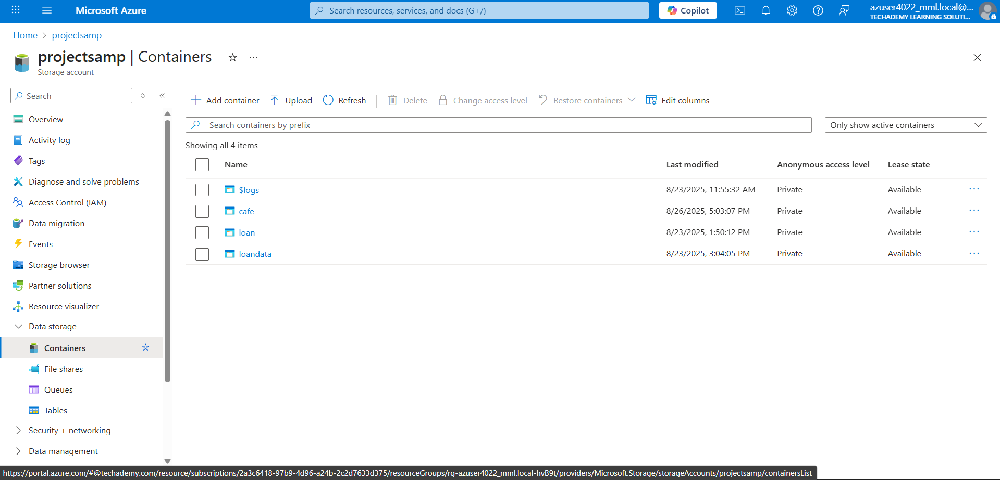 Microsoft Azure
Search resources, services, and docs (G+/)
Copilot
azuser4022_mml.local@...
TECHADEMY LEARNING SOLUTI...
Home > projectsamp
projectsamp | Containers
...
Storage account
Search
Add container
Upload
Refresh
Delete
Change access level
Restore containers
Edit columns
Search containers by prefix
Only show active containers
Showing all 4 items
Name Last modified Anonymous access level Lease state
$logs 8/23/2025, 11:55:32 AM Private Available ...
cafe 8/26/2025, 5:03:07 PM Private Available ...
loan 8/23/2025, 1:50:12 PM Private Available ...
loandata 8/23/2025, 3:04:05 PM Private Available ...
Overview
Activity log
Tags
Diagnose and solve problems
Access Control (IAM)
Data migration
Events
Storage browser
Partner solutions
Resource visualizer
Data storage
Containers
File shares
Queues
Tables
Security + networking
Data management
https://portal.azure.com/#@techademy.com/resource/subscriptions/2a3c6418-97b9-4d96-a24b-2c2d7633d375/resourceGroups/rg-azuser4022_mml.local-hvB9t/providers/Microsoft.Storage/storageAccounts/projectsamp/containersList